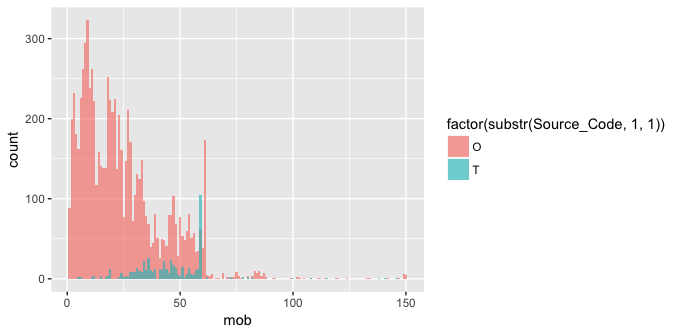 300
200
100
0
count
0
50
100
150
mob
factor(substr(Source_Code, 1, 1))
O
T